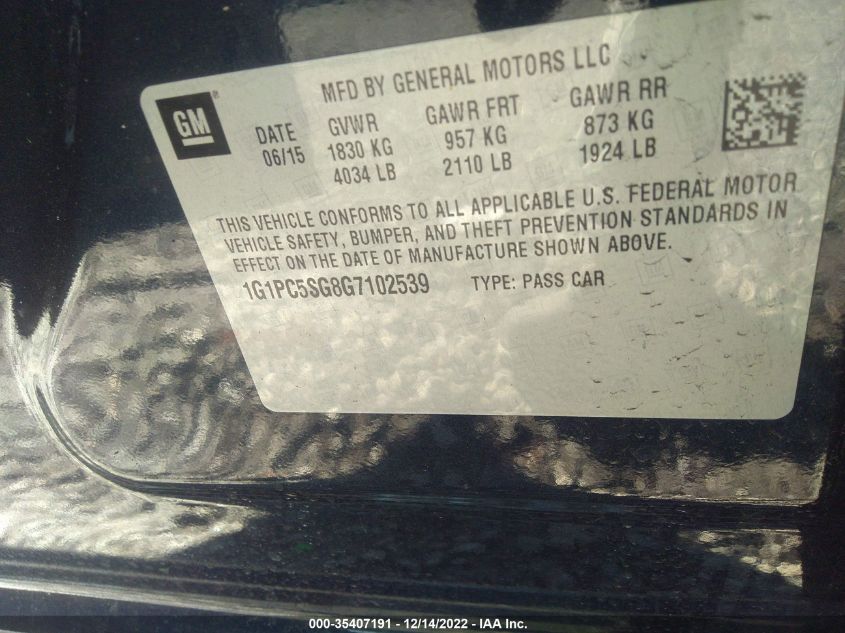 MFD BY GENERAL MOTORS LLC
GM
DATE GVWR GAWR FRT GAWR RR
06/15 1830 KG 957 KG 873 KG
4034 LB 2110 LB 1924 LB
THIS VEHICLE CONFORMS TO ALL APPLICABLE U.S. FEDERAL MOTOR
VEHICLE SAFETY, BUMPER, AND THEFT PREVENTION STANDARDS IN
EFFECT ON THE DATE OF MANUFACTURE SHOWN ABOVE.
1G1PC5SG8G7102539 TYPE: PASS CAR
000-35407191 - 12/14/2022 - IAA Inc.